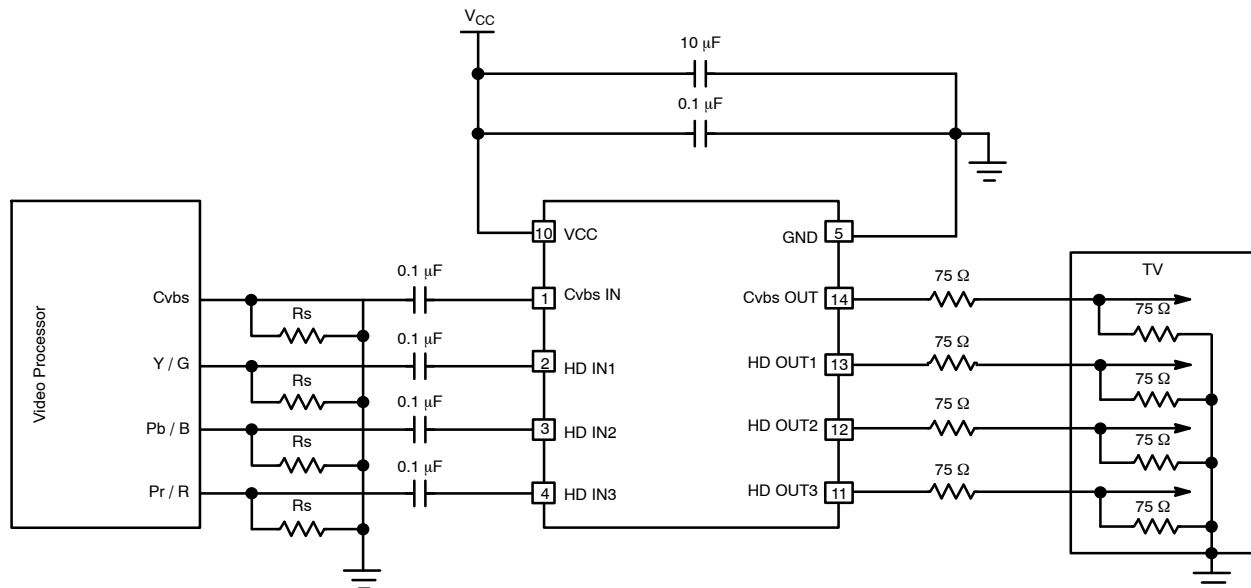 V_CC
10 μF
0.1 μF
Video Processor
Cvbs
Y / G
Pb / B
Pr / R
Rs
Rs
Rs
Rs
0.1 μF
0.1 μF
0.1 μF
0.1 μF
10 VCC
1 Cvbs IN
2 HD IN1
3 HD IN2
4 HD IN3
GND 5
Cvbs OUT 14
HD OUT1 13
HD OUT2 12
HD OUT3 11
75 Ω
75 Ω
75 Ω
75 Ω
TV
75 Ω
75 Ω
75 Ω
75 Ω